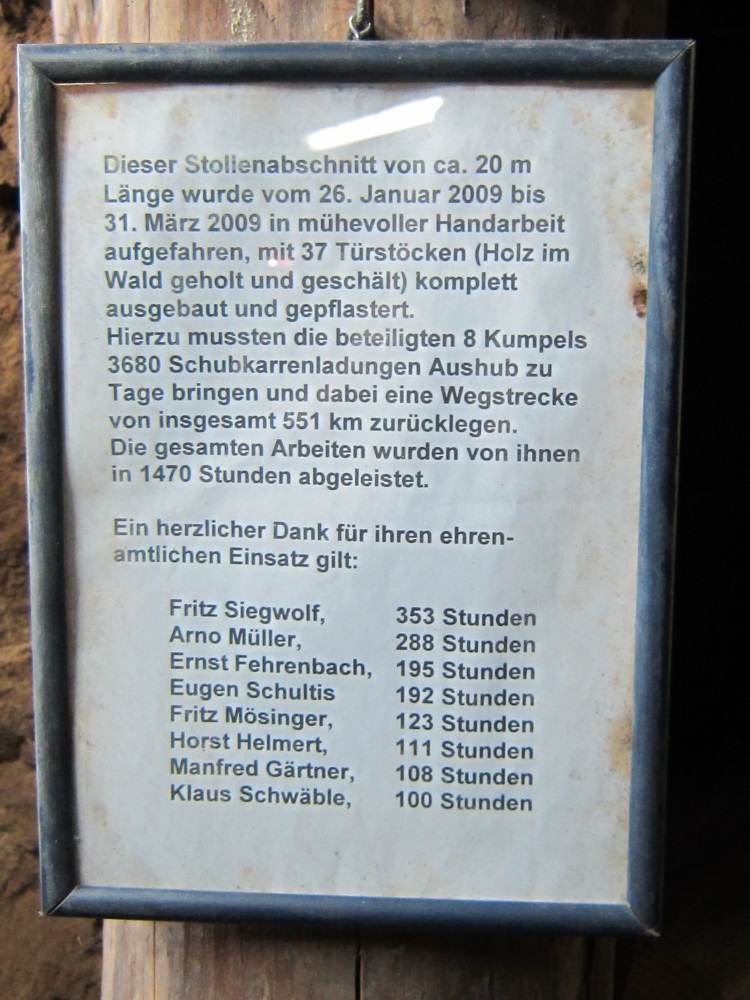 Dieser Stollenabschnitt von ca. 20 m
Länge wurde vom 26. Januar 2009 bis
31. März 2009 in mühevoller Handarbeit
aufgefahren, mit 37 Türstöcken (Holz im
Wald geholt und geschält) komplett
ausgebaut und gepflastert.
Hierzu mussten die beteiligten 8 Kumpels
3680 Schubkarrenladungen Aushub zu
Tage bringen und dabei eine Wegstrecke
von insgesamt 551 km zurücklegen.
Die gesamten Arbeiten wurden von ihnen
in 1470 Stunden abgeleistet.
Ein herzlicher Dank für ihren ehren-
amtlichen Einsatz gilt:
Fritz Siegwolf, 353 Stunden
Arno Müller, 288 Stunden
Ernst Fehrenbach, 195 Stunden
Eugen Schultis 192 Stunden
Fritz Mösinger, 123 Stunden
Horst Helmert, 111 Stunden
Manfred Gärtner, 108 Stunden
Klaus Schwäble, 100 Stunden